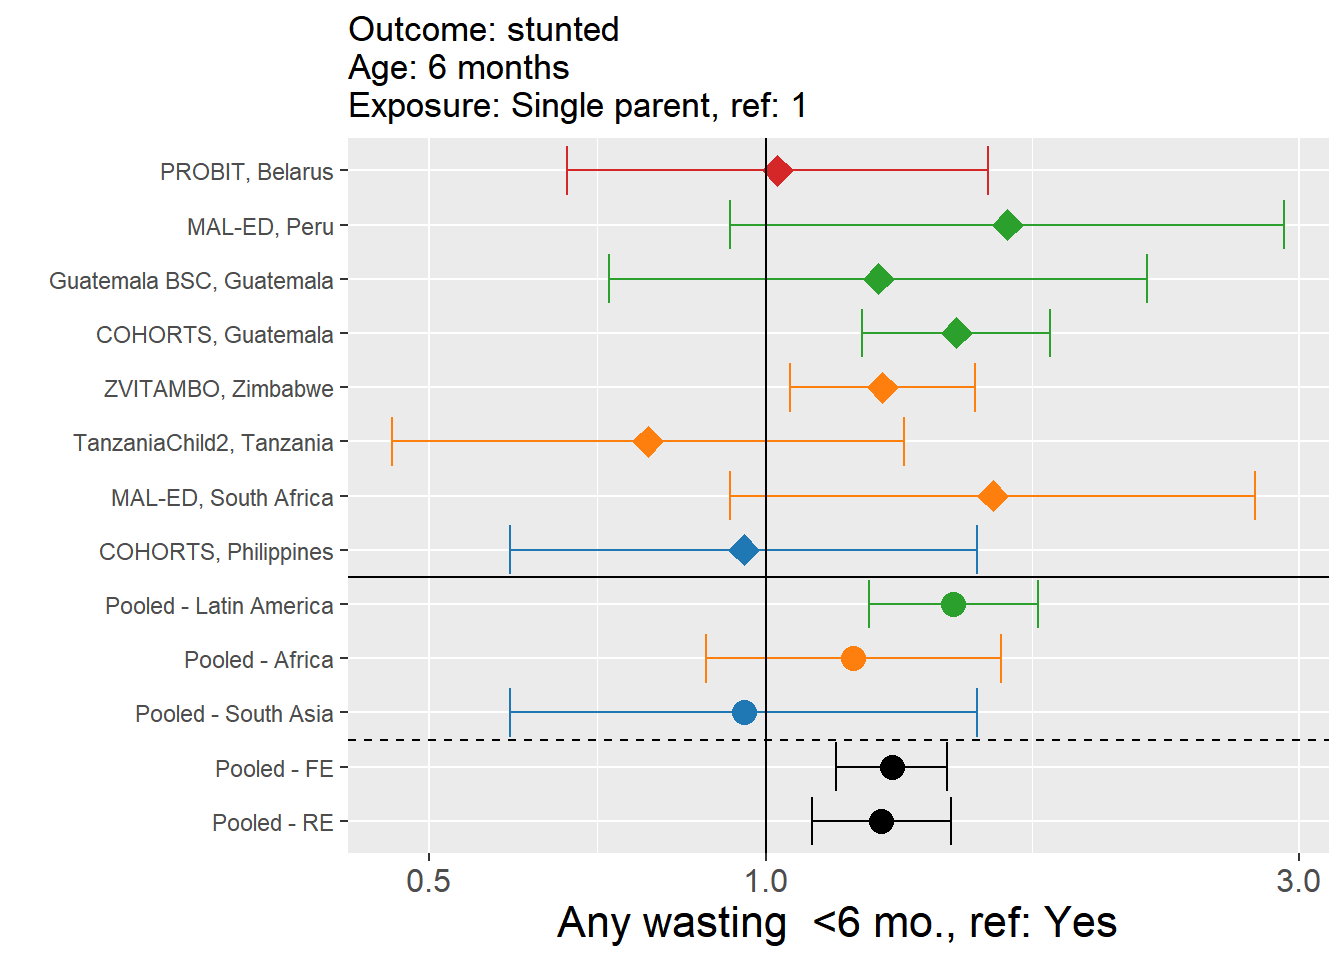 Outcome: stunted
Age: 6 months
Exposure: Single parent, ref: 1
PROBIT, Belarus
MAL-ED, Peru
Guatemala BSC, Guatemala
COHORTS, Guatemala
ZVITAMBO, Zimbabwe
TanzaniaChild2, Tanzania
MAL-ED, South Africa
COHORTS, Philippines
Pooled - Latin America
Pooled - Africa
Pooled - South Asia
Pooled - FE
Pooled - RE
0.5 1.0 3.0
Any wasting  <6 mo., ref: Yes